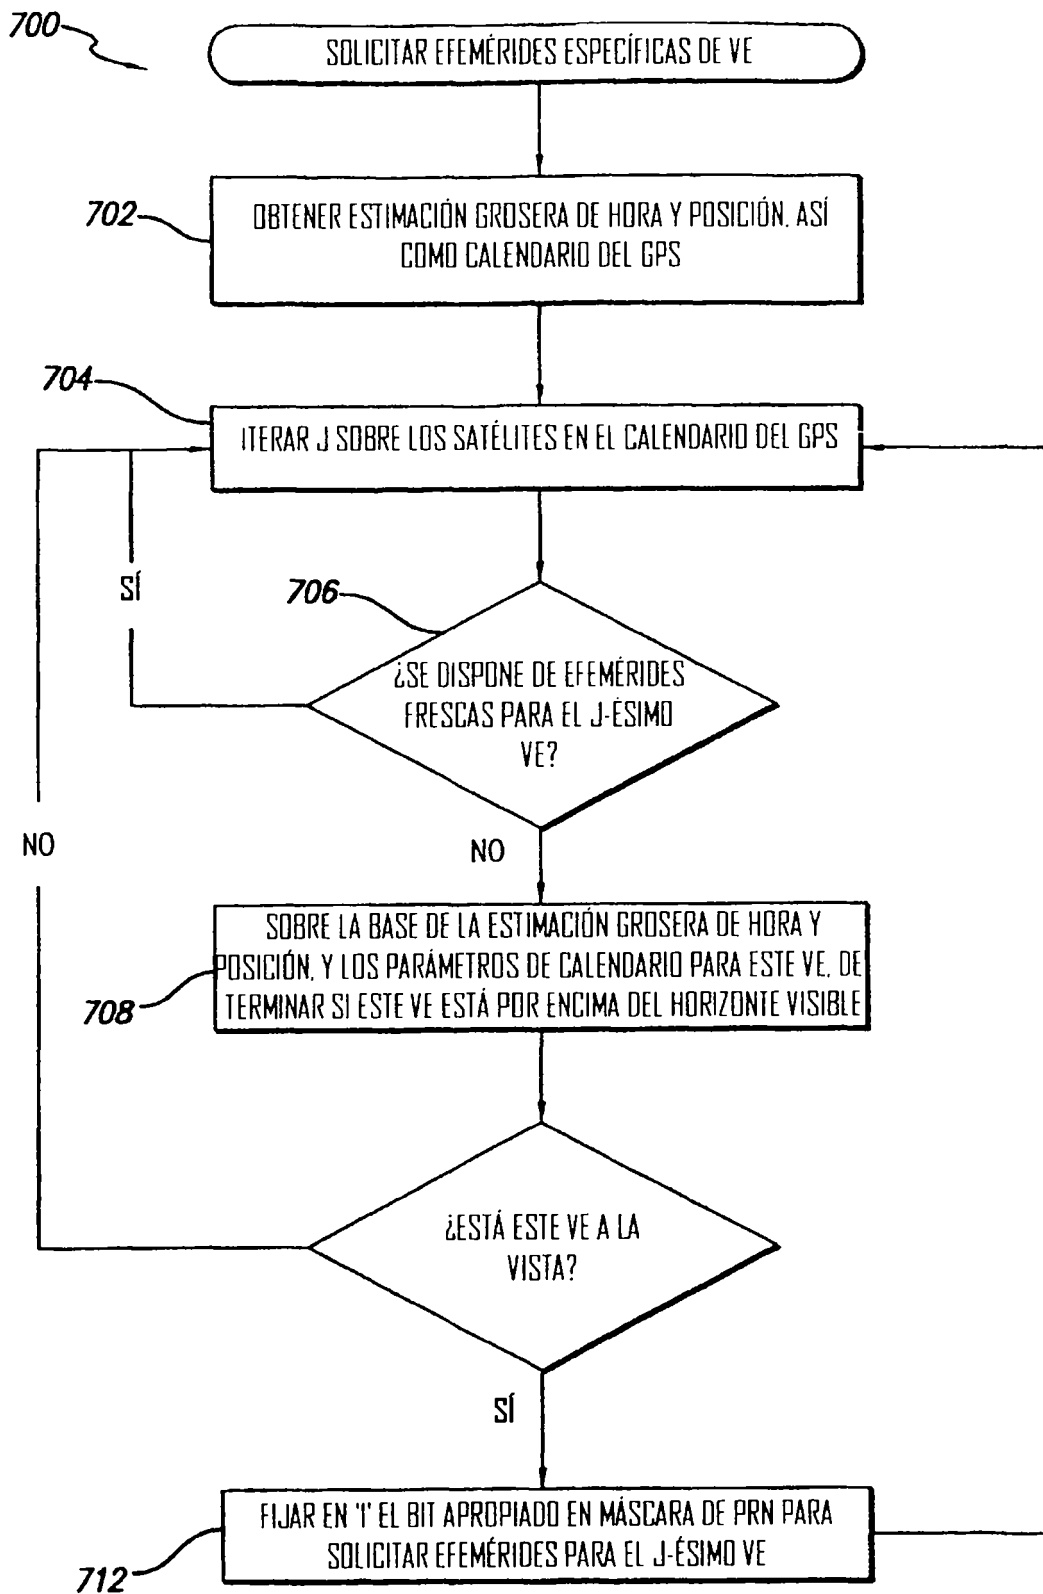 700
SOLICITAR EFEMÉRIDES ESPECÍFICAS DE VE
702
OBTENER ESTIMACIÓN GROSERA DE HORA Y POSICIÓN, ASÍ
COMO CALENDARIO DEL GPS
704
ITERAR J SOBRE LOS SATÉLITES EN EL CALENDARIO DEL GPS
SÍ
706
¿SE DISPONE DE EFEMÉRIDES
FRESCAS PARA EL J-ÉSIMO
VE?
NO
NO
SOBRE LA BASE DE LA ESTIMACIÓN GROSERA DE HORA Y
POSICIÓN, Y LOS PARÁMETROS DE CALENDARIO PARA ESTE VE, DE
TERMINAR SI ESTE VE ESTÁ POR ENCIMA DEL HORIZONTE VISIBLE
708
¿ESTÁ ESTE VE A LA
VISTA?
SÍ
FIJAR EN '1' EL BIT APROPIADO EN MÁSCARA DE PRN PARA
SOLICITAR EFEMÉRIDES PARA EL J-ÉSIMO VE
712